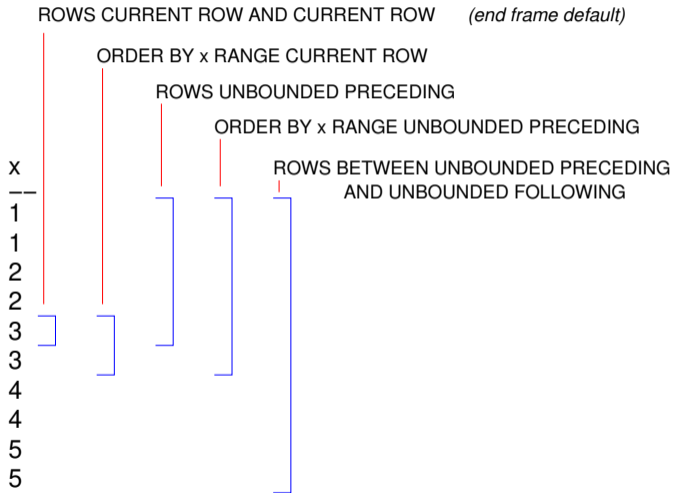 ROWS CURRENT ROW AND CURRENT ROW (end frame default)
ORDER BY x RANGE CURRENT ROW
ROWS UNBOUNDED PRECEDING
ORDER BY x RANGE UNBOUNDED PRECEDING
ROWS BETWEEN UNBOUNDED PRECEDING
AND UNBOUNDED FOLLOWING
x
--
1
1
2
2
3
3
4
4
5
5